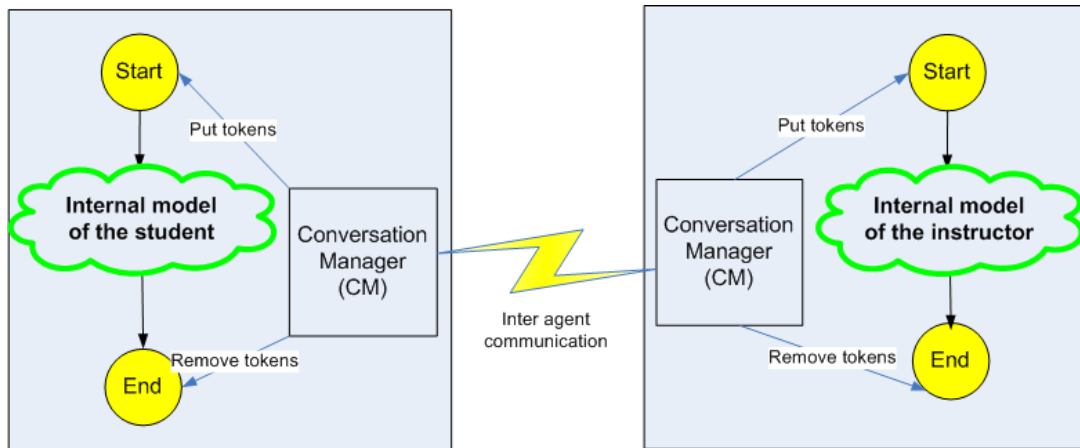 Start
Put tokens
Internal model
of the student
Conversation
Manager
(CM)
Remove tokens
End
Inter agent
communication
Start
Put tokens
Conversation
Manager
(CM)
Internal model
of the instructor
Remove tokens
End